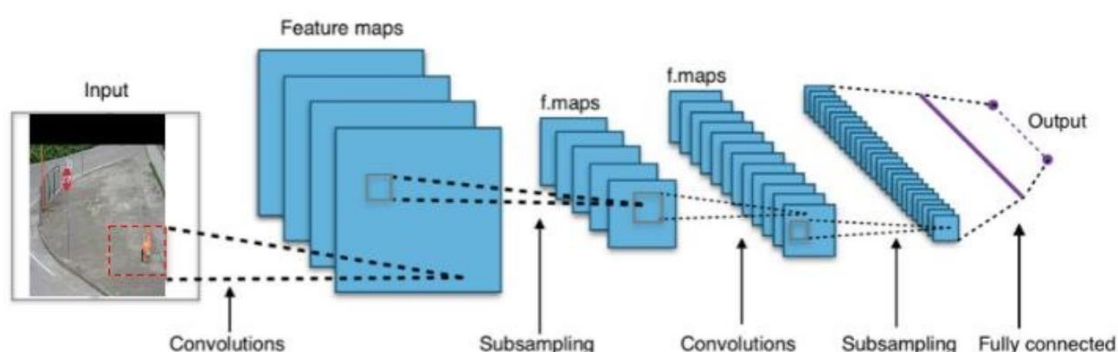 Input
Feature maps
f.maps
f.maps
Output
Convolutions
Subsampling
Convolutions
Subsampling
Fully connected